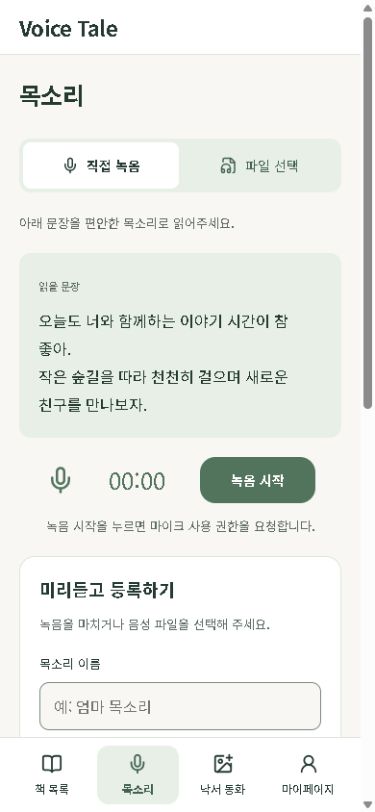 Voice Tale
목소리
직접 녹음
파일 선택
아래 문장을 편안한 목소리로 읽어주세요.
읽을 문장
오늘도 너와 함께하는 이야기 시간이 참
좋아.
작은 숲길을 따라 천천히 걸으며 새로운
친구를 만나보자.
00:00
녹음 시작
녹음 시작을 누르면 마이크 사용 권한을 요청합니다.
미리듣고 등록하기
녹음을 마치거나 음성 파일을 선택해 주세요.
목소리 이름
예: 엄마 목소리
책 목록
목소리
낙서 동화
마이페이지